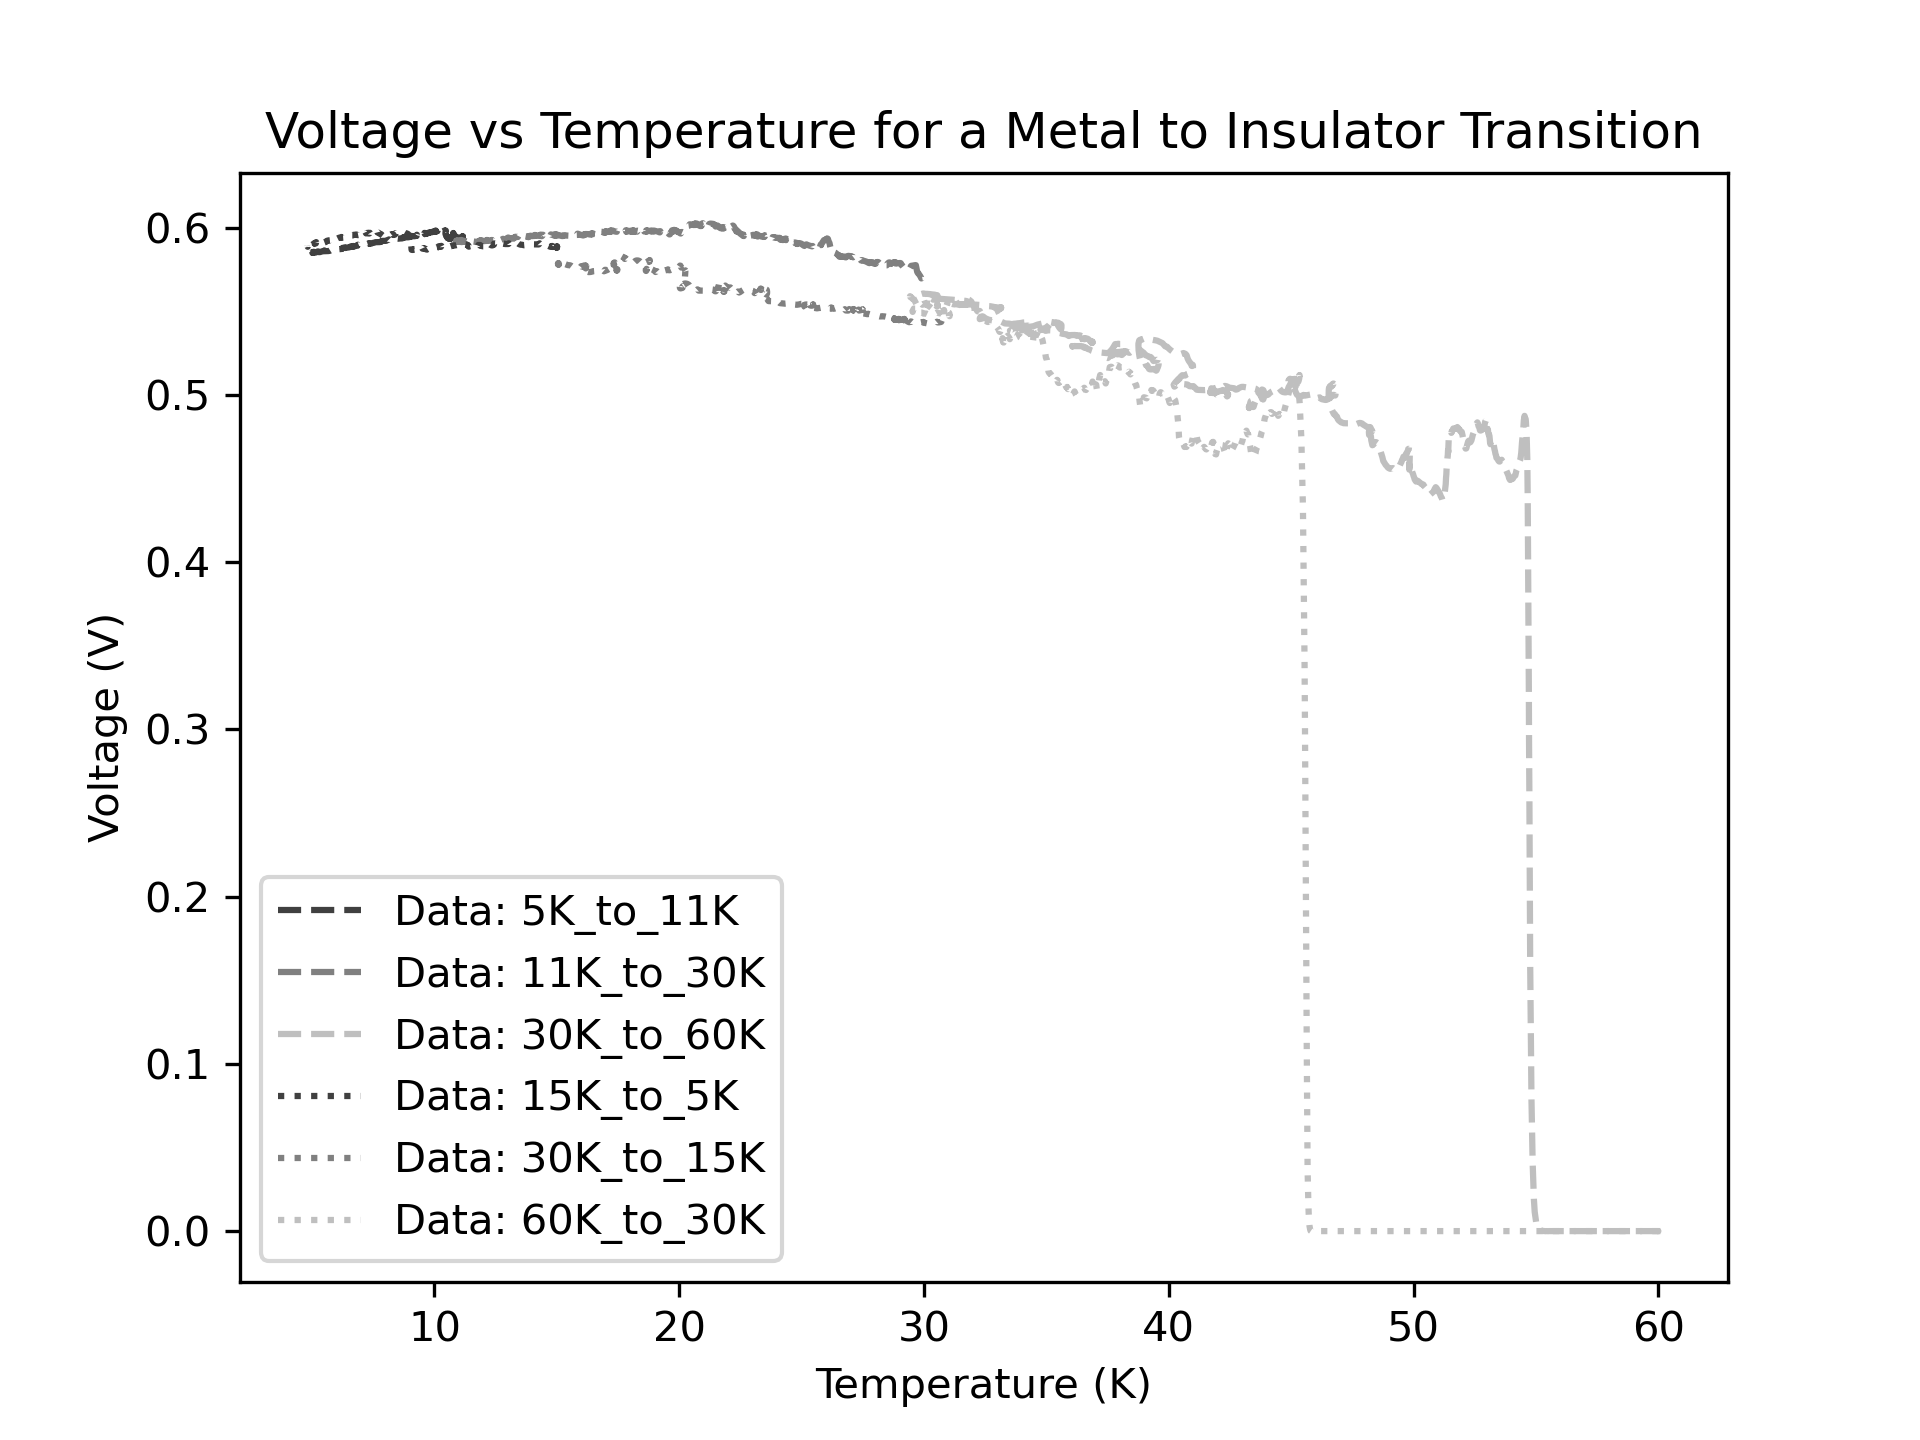 Voltage vs Temperature for a Metal to Insulator Transition
Voltage (V)
0.6
0.5
0.4
0.3
0.2
0.1
0.0
Data: 5K_to_11K
Data: 11K_to_30K
Data: 30K_to_60K
Data: 15K_to_5K
Data: 30K_to_15K
Data: 60K_to_30K
10 20 30 40 50 60
Temperature (K)